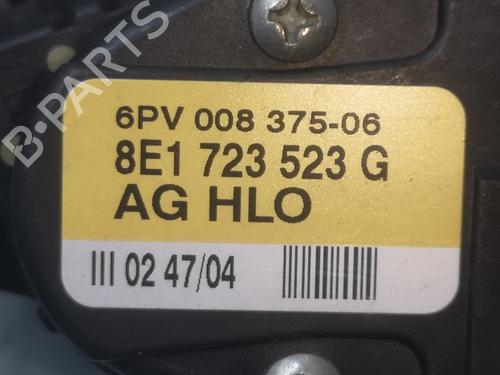 B-PARTS
6PV 008 375-06
8E1 723 523 G
AG HLO
III 02 47/04